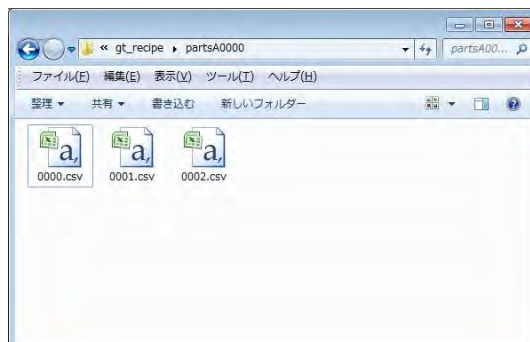 « gt_recipe ▸ partsA0000
partsA00...
ファイル(F) 編集(E) 表示(V) ツール(T) ヘルプ(H)
整理 共有 書き込む 新しいフォルダー
a, a, a,
0000.csv 0001.csv 0002.csv